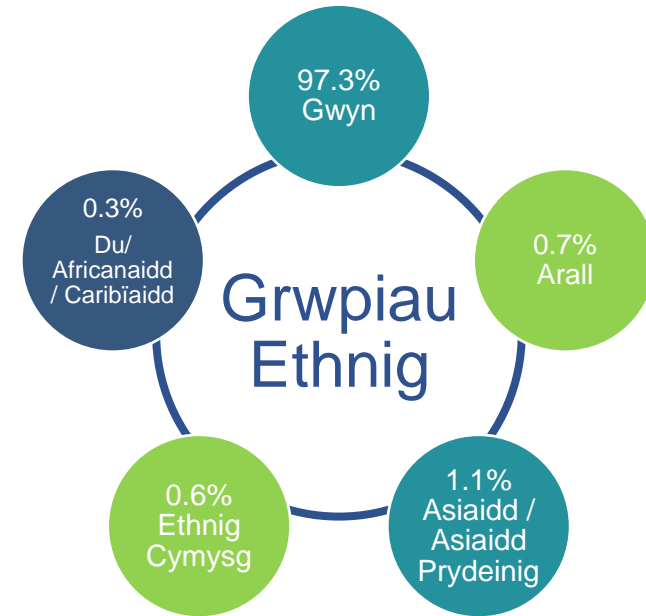 97.3%
Gwyn
0.7%
Arall
1.1%
Asiaidd /
Asiaidd
Prydeinig
0.6%
Ethnig
Cymysg
0.3%
Du/
Africanaidd
/ Caribïaidd
Grwpiau
Ethnig